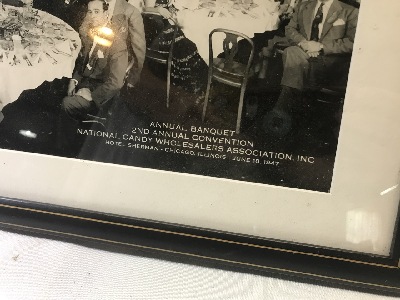 ANNUAL BANQUET
2ND ANNUAL CONVENTION
NATIONAL CANDY WHOLESALERS ASSOCIATION, INC
HOTEL SHERMAN - CHICAGO, ILLINOIS JUNE 18, 1947